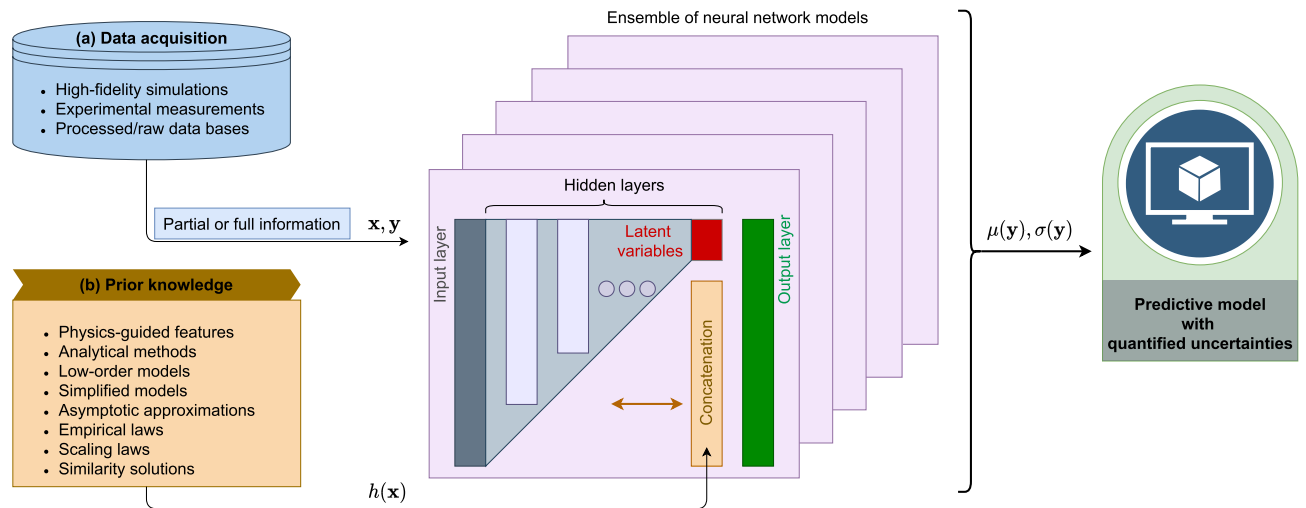 (a) Data acquisition
• High-fidelity simulations
• Experimental measurements
• Processed/raw data bases
Partial or full information
x, y
(b) Prior knowledge
• Physics-guided features
• Analytical methods
• Low-order models
• Simplified models
• Asymptotic approximations
• Empirical laws
• Scaling laws
• Similarity solutions
h(x)
Ensemble of neural network models
Hidden layers
Input layer
Latent
variables
Output layer
Concatenation
μ(y), σ(y)
Predictive model
with
quantified uncertainties